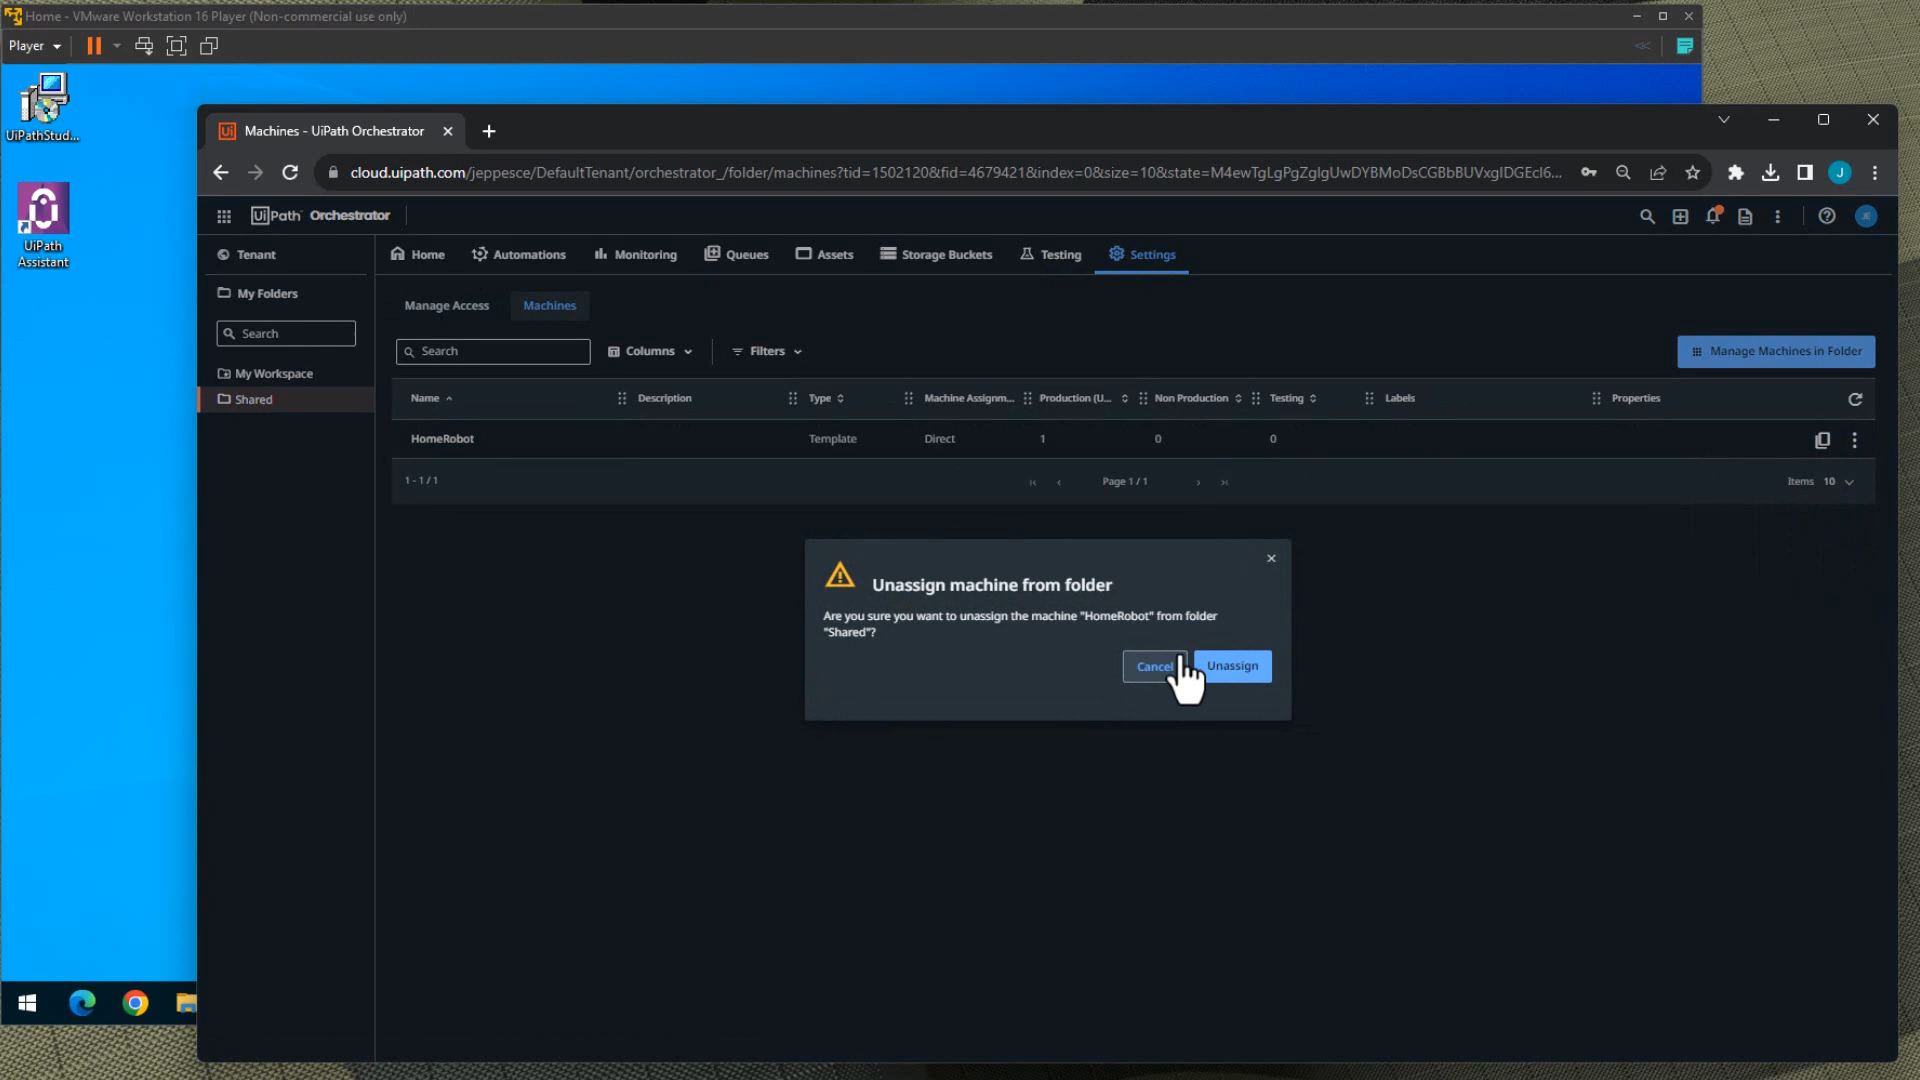 Home - VMware Workstation 16 Player (Non-commercial use only)
Player
UiPathStud...
UiPath
Assistant
Machines - UiPath Orchestrator
cloud.uipath.com/jeppesce/DefaultTenant/orchestrator_/folder/machines?tid=1502120&fid=4679421&index=0&size=10&state=M4ewTgLgPgZglgUwDYBMoDsCGBbBUVxgIDGEcI6...
J
UiPath Orchestrator
JE
Tenant
Home Automations Monitoring Queues Assets Storage Buckets Testing Settings
My Folders
Search
My Workspace
Shared
Manage Access Machines
Search Columns Filters Manage Machines in Folder
Name Description Type Machine Assignm... Production (U... Non Production Testing Labels Properties
HomeRobot Template Direct 1 0 0
1 - 1 / 1 Page 1 / 1 Items 10
Unassign machine from folder
Are you sure you want to unassign the machine "HomeRobot" from folder
"Shared"?
Cancel Unassign